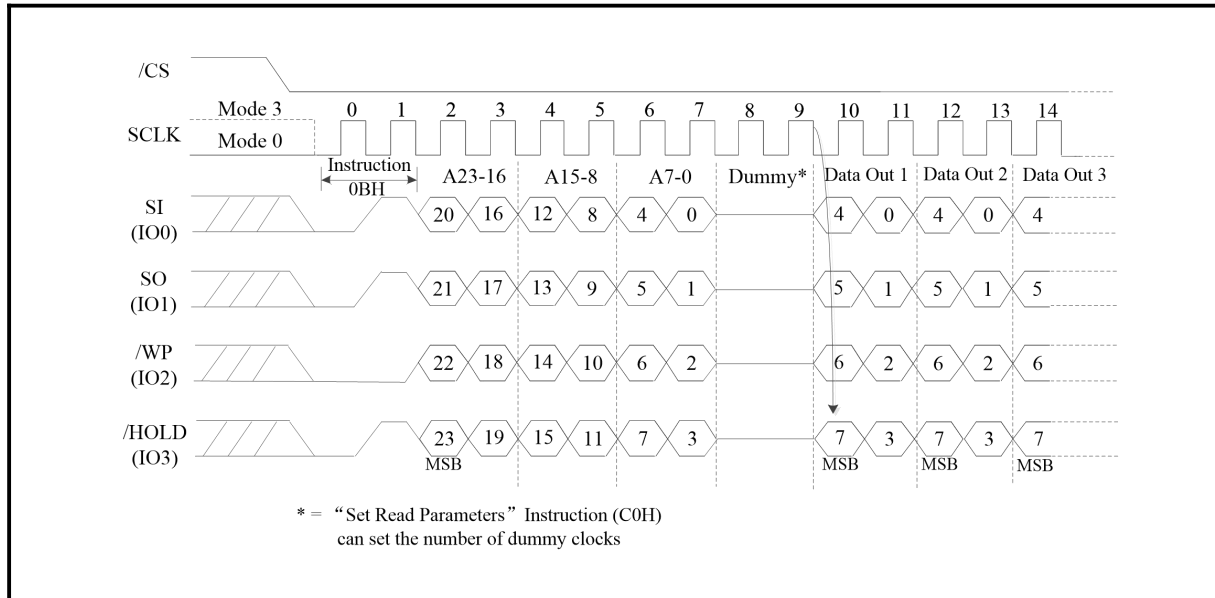 /CS
Mode 3 0 1 2 3 4 5 6 7 8 9 10 11 12 13 14
SCLK Mode 0
Instruction
0BH A23-16 A15-8 A7-0 Dummy* Data Out 1 Data Out 2 Data Out 3
SI
(IO0) 20 16 12 8 4 0 4 0 4 0 4
SO
(IO1) 21 17 13 9 5 1 5 1 5 1 5
/WP
(IO2) 22 18 14 10 6 2 6 2 6 2 6
/HOLD
(IO3) 23 19 15 11 7 3 7 3 7 3 7
MSB MSB MSB MSB
* = “Set Read Parameters” Instruction (C0H)
can set the number of dummy clocks